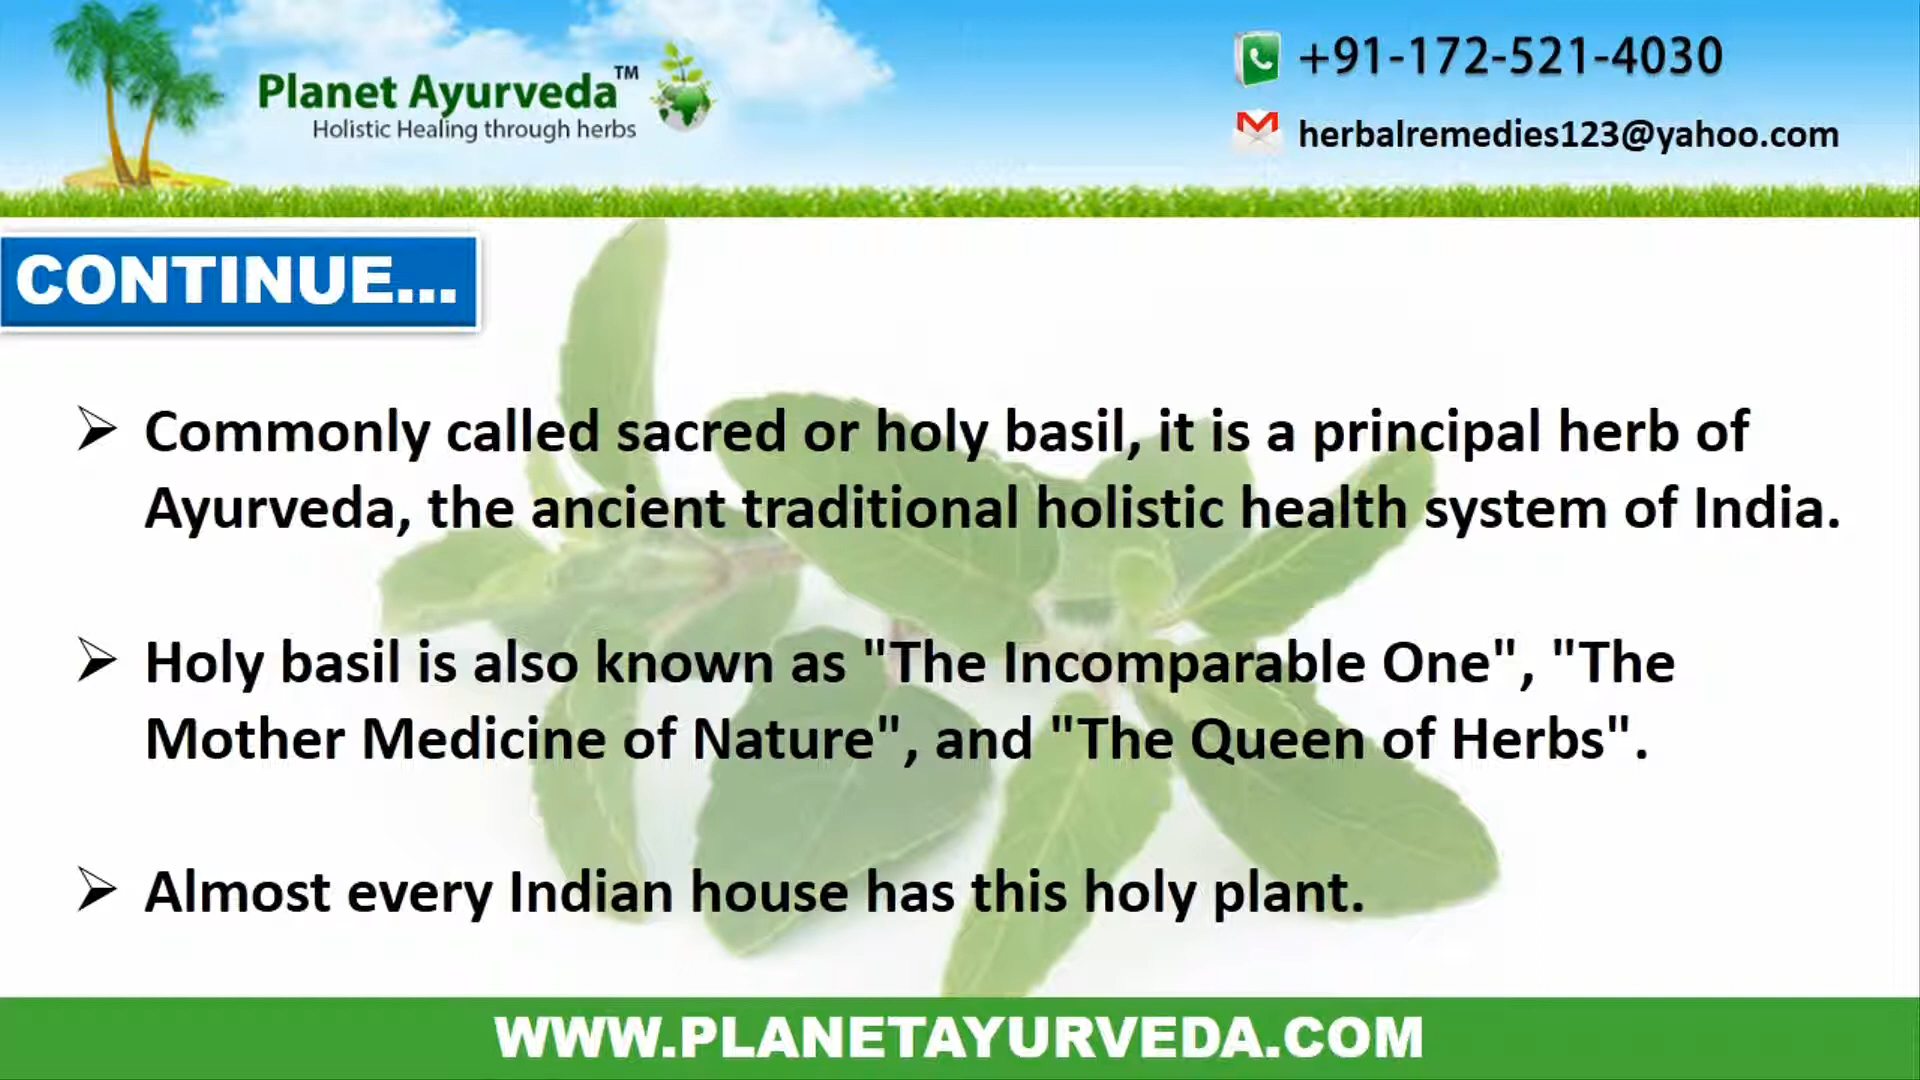 Planet Ayurveda™
Holistic Healing through herbs
+91-172-521-4030
herbalremedies123@yahoo.com
CONTINUE...
➢ Commonly called sacred or holy basil, it is a principal herb of
Ayurveda, the ancient traditional holistic health system of India.
➢ Holy basil is also known as "The Incomparable One", "The
Mother Medicine of Nature", and "The Queen of Herbs".
➢ Almost every Indian house has this holy plant.
WWW.PLANETAYURVEDA.COM